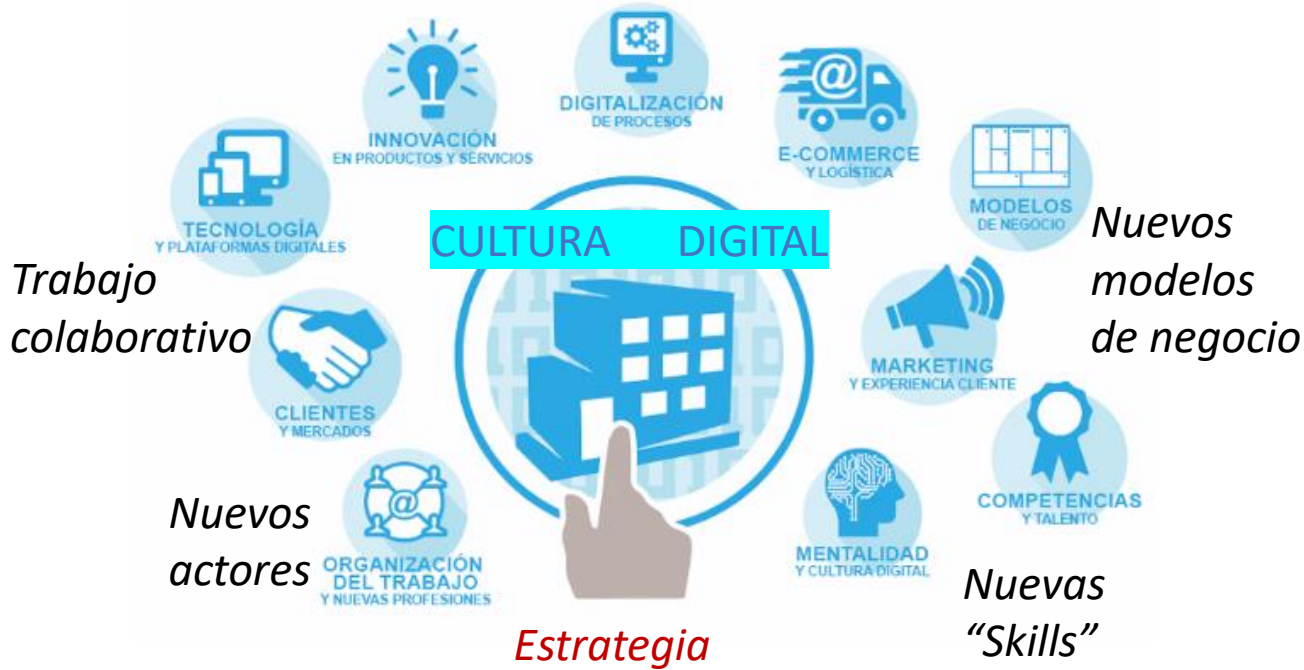 DIGITALIZACIÓN
DE PROCESOS
INNOVACIÓN
EN PRODUCTOS Y SERVICIOS
E-COMMERCE
Y LOGÍSTICA
TECNOLOGÍA
Y PLATAFORMAS DIGITALES
MODELOS
DE NEGOCIO
Nuevos
modelos
de negocio
CULTURA DIGITAL
Trabajo
colaborativo
CLIENTES
Y MERCADOS
MARKETING
Y EXPERIENCIA CLIENTE
COMPETENCIAS
Y TALENTO
Nuevos
actores
@
ORGANIZACIÓN
DEL TRABAJO
Y NUEVAS PROFESIONES
MENTALIDAD
Y CULTURA DIGITAL
Nuevas
“Skills”
Estrategia
@